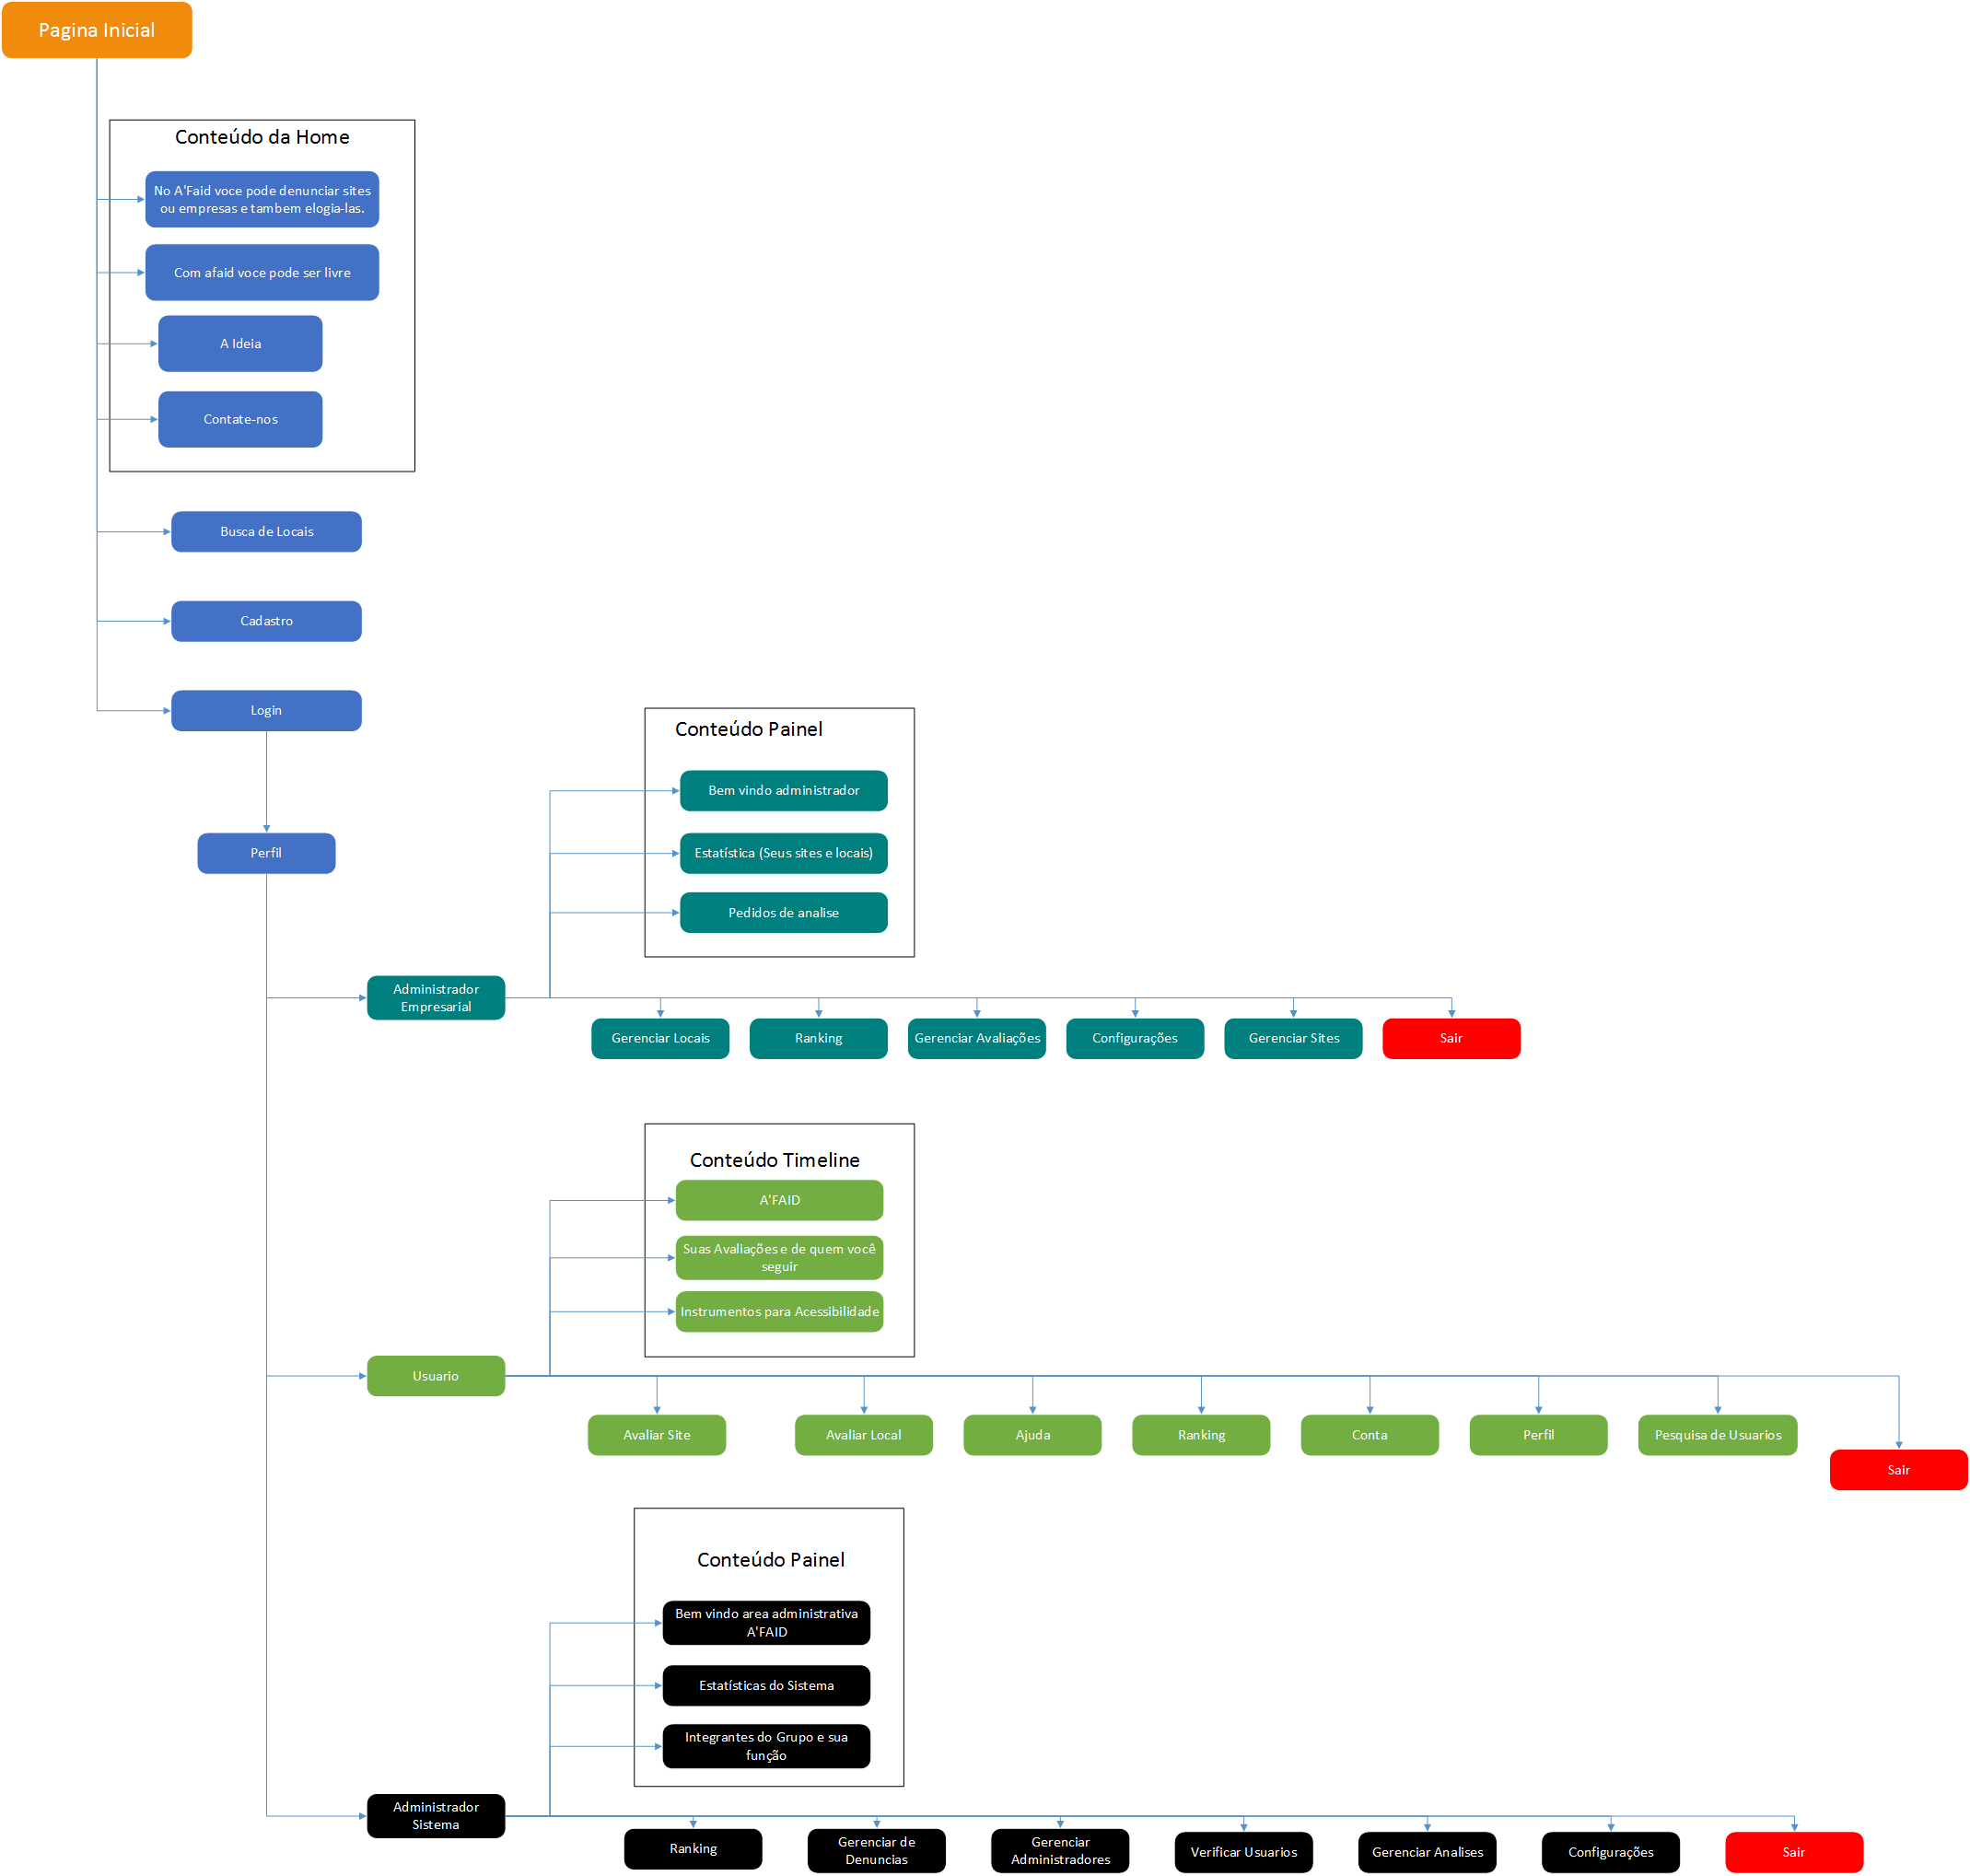 Pagina Inicial
Conteúdo da Home
No A'Faid voce pode denunciar sites
ou empresas e tambem elogia-las.
Com afaid voce pode ser livre
A Ideia
Contate-nos
Busca de Locais
Cadastro
Login
Perfil
Conteúdo Painel
Bem vindo administrador
Estatística (Seus sites e locais)
Pedidos de analise
Administrador
Empresarial
Gerenciar Locais
Ranking
Gerenciar Avaliações
Configurações
Gerenciar Sites
Sair
Conteúdo Timeline
A'FAID
Suas Avaliações e de quem você
seguir
Instrumentos para Acessibilidade
Usuario
Avaliar Site
Avaliar Local
Ajuda
Ranking
Conta
Perfil
Pesquisa de Usuarios
Sair
Conteúdo Painel
Bem vindo area administrativa
A'FAID
Estatísticas do Sistema
Integrantes do Grupo e sua
função
Administrador
Sistema
Ranking
Gerenciar de
Denuncias
Gerenciar
Administradores
Verificar Usuarios
Gerenciar Analises
Configurações
Sair